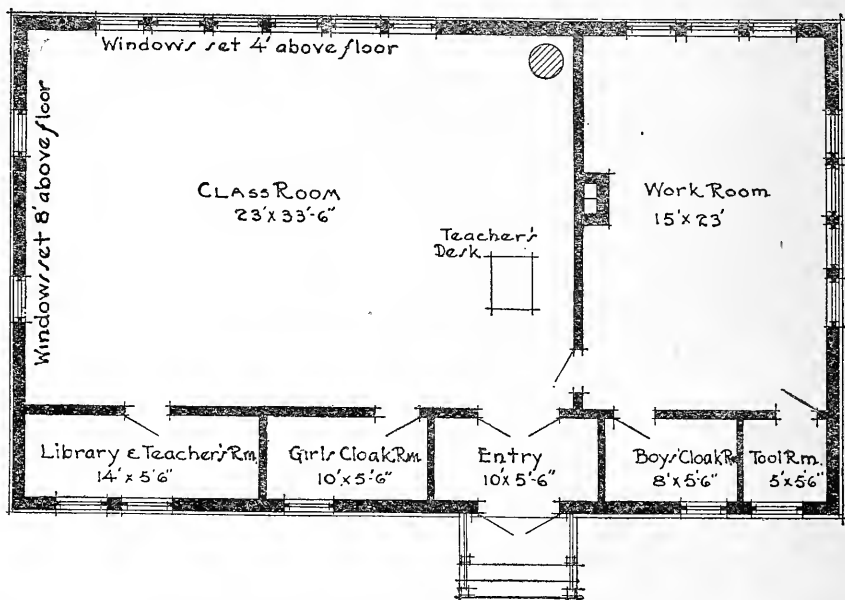 Windows set 4' above floor
Windows set 8' above floor
CLASS ROOM
23' X 33'-6"
WORK ROOM
15' X 23'
Teacher's
Desk
Library & Teacher's Rm.
14' x 5'6"
Girls Cloak Rm.
10' x 5'-6"
Entry
10' x 5'-6"
Boys' Cloak R
8' x 5'6"
Tool Rm.
5' x 5'6"